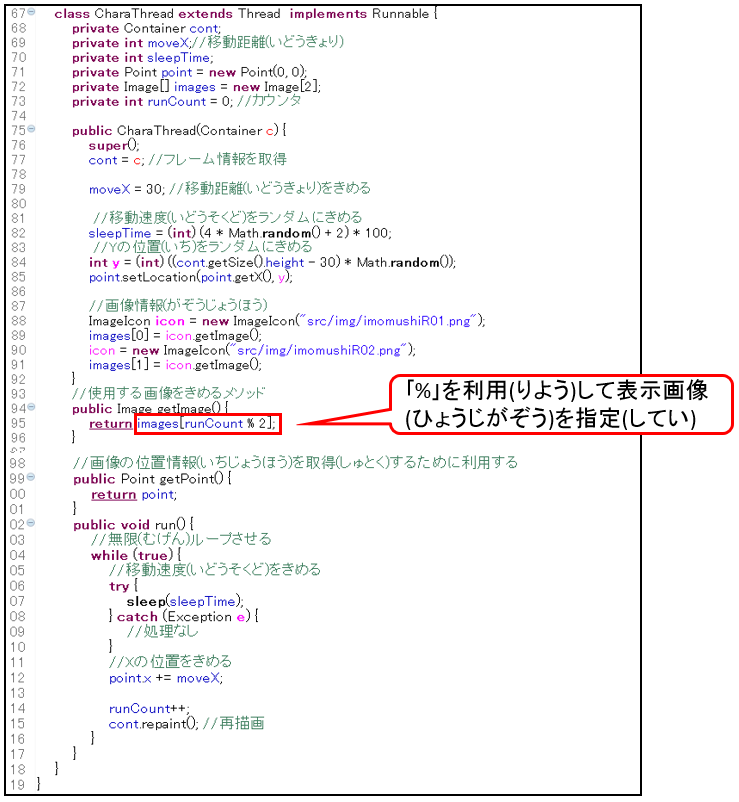 67 class CharaThread extends Thread implements Runnable {
68 private Container cont;
69 private int moveX;//移動距離(いどうきょり)
70 private int sleepTime;
71 private Point point = new Point(0, 0);
72 private Image[] images = new Image[2];
73 private int runCount = 0; //カウンタ
74
75 public CharaThread(Container c) {
76 super();
77 cont = c; //フレーム情報を取得
78
79 moveX = 30; //移動距離(いどうきょり)をきめる
80
81 //移動速度(いどうそくど)をランダムにきめる
82 sleepTime = (int) (4 * Math.random() + 2) * 100;
83 //Yの位置(いち)をランダムにきめる
84 int y = (int) ((cont.getSize().height - 30) * Math.random());
85 point.setLocation(point.getX(), y);
86
87 //画像情報(がぞうじょうほう)
88 ImageIcon icon = new ImageIcon("src/img/imomushiR01.png");
89 images[0] = icon.getImage();
90 icon = new ImageIcon("src/img/imomushiR02.png");
91 images[1] = icon.getImage();
92 }
93 //使用する画像をきめるメソッド
94 public Image getImage() {
95 return images[runCount % 2];
96 }
「%」を利用(りよう)して表示画像
(ひょうじがぞう)を指定(してい)
98 //画像の位置情報(いちじょうほう)を取得(しゅとく)するために利用する
99 public Point getPoint() {
00 return point;
01 }
02 public void run() {
03 //無限(むげん)ループさせる
04 while (true) {
05 //移動速度(いどうそくど)をきめる
06 try {
07 sleep(sleepTime);
08 } catch (Exception e) {
09 //処理なし
10 }
11 //Xの位置をきめる
12 point.x += moveX;
13
14 runCount++;
15 cont.repaint(); //再描画
16 }
17 }
18 }
19 }